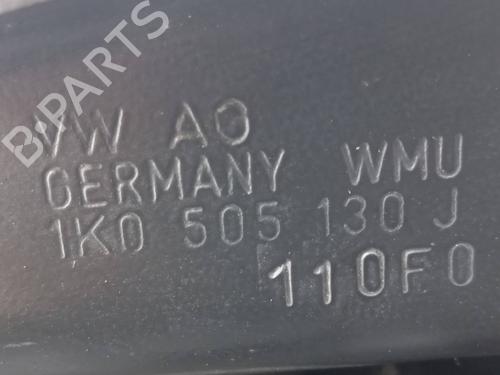 B-PARTS
VW AG
GERMANY WMU
1K0 505 130 J
110F0